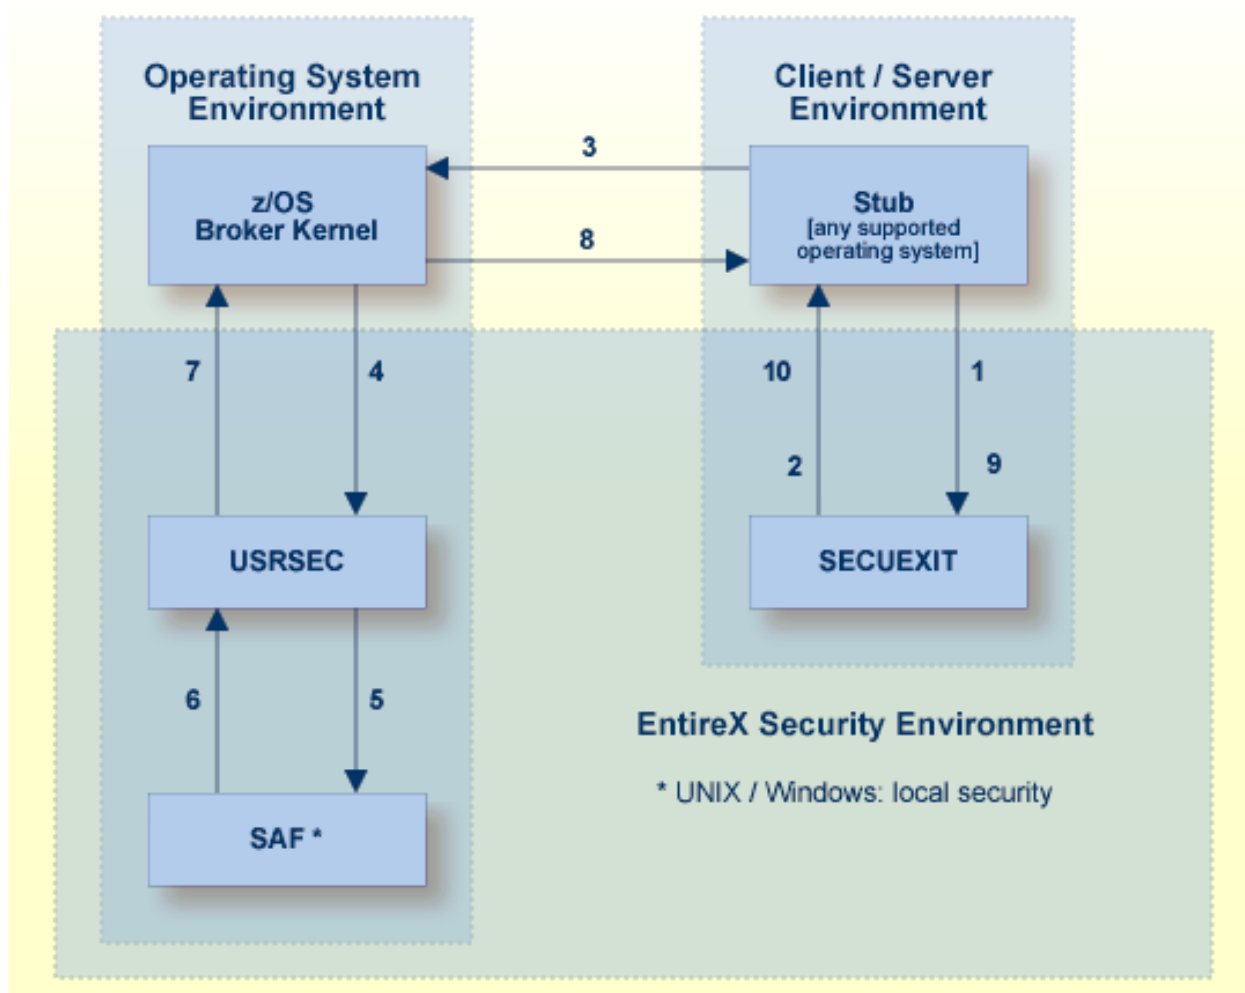 Operating System
Environment
Client / Server
Environment
3
z/OS
Broker Kernel
Stub
[any supported
operating system]
8
7
4
10
1
2
9
USRSEC
SECUEXIT
6
5
EntireX Security Environment
* UNIX / Windows: local security
SAF *